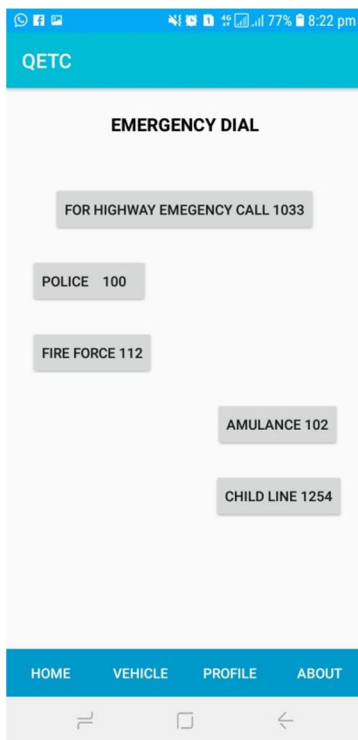 77% 8:22 pm
QETC
EMERGENCY DIAL
FOR HIGHWAY EMEGENCY CALL 1033
POLICE 100
FIRE FORCE 112
AMULANCE 102
CHILD LINE 1254
HOME VEHICLE PROFILE ABOUT